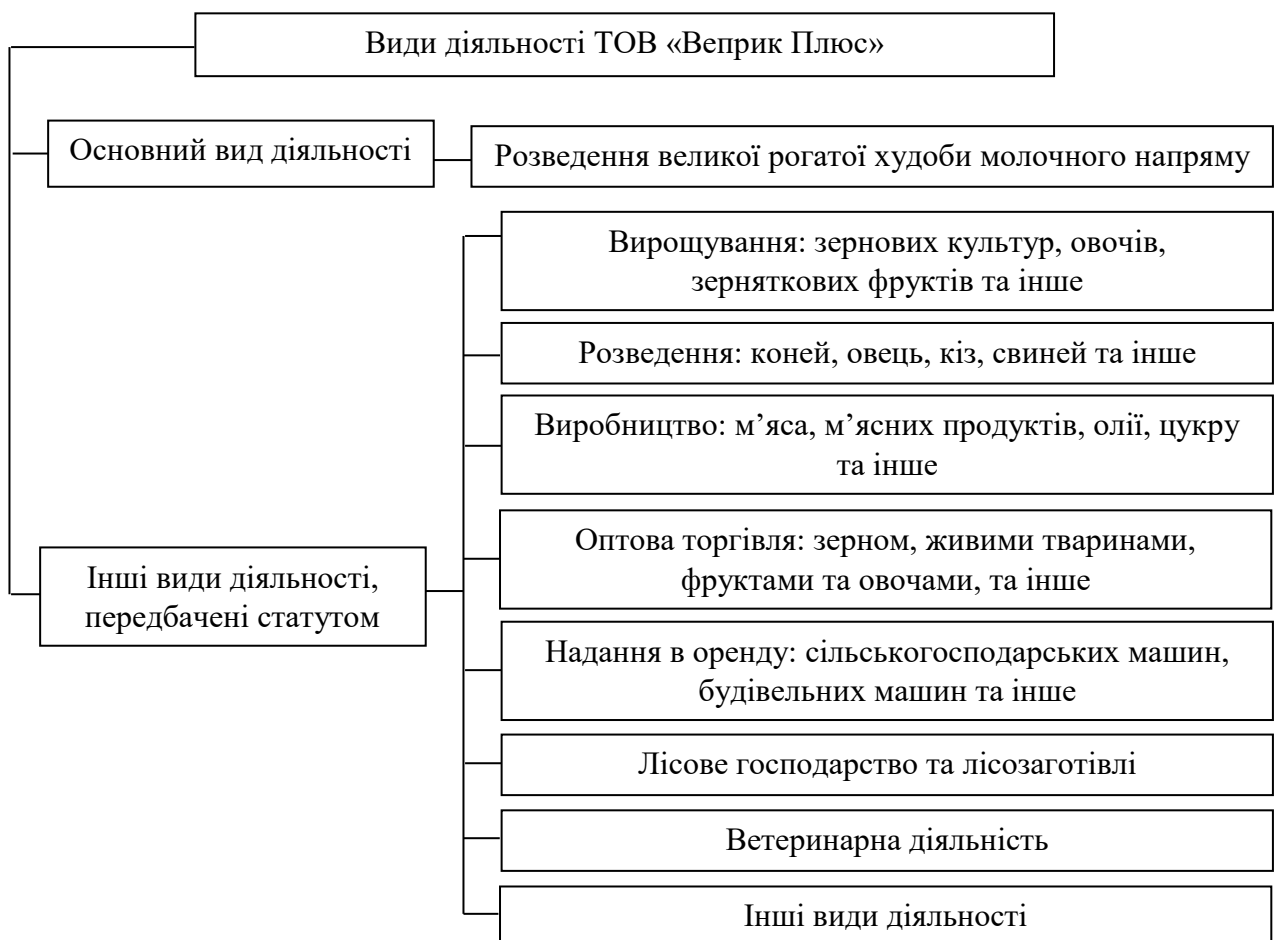 Види діяльності ТОВ «Веприк Плюс»
Основний вид діяльності
Розведення великої рогатої худоби молочного напряму
Інші види діяльності,
передбачені статутом
Вирощування: зернових культур, овочів,
зерняткових фруктів та інше
Розведення: коней, овець, кіз, свиней та інше
Виробництво: м’яса, м’ясних продуктів, олії, цукру
та інше
Оптова торгівля: зерном, живими тваринами,
фруктами та овочами, та інше
Надання в оренду: сільськогосподарських машин,
будівельних машин та інше
Лісове господарство та лісозаготівлі
Ветеринарна діяльність
Інші види діяльності